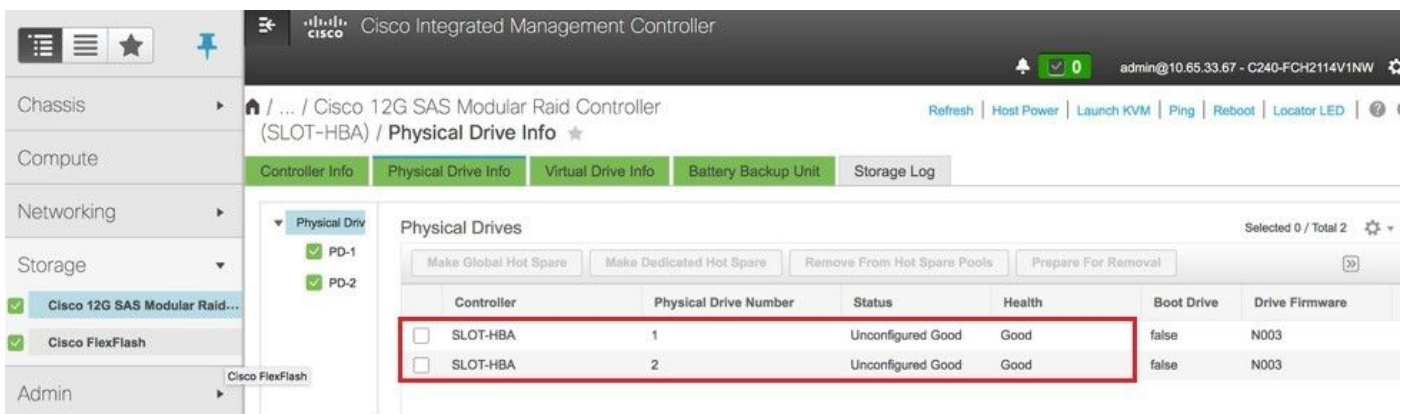 cisco Cisco Integrated Management Controller
0 admin@10.65.33.67 - C240-FCH2114V1NW
Chassis
Compute
Networking
Storage
Cisco 12G SAS Modular Raid...
Cisco FlexFlash
Cisco FlexFlash
Admin
/ ... / Cisco 12G SAS Modular Raid Controller
(SLOT-HBA) / Physical Drive Info
Refresh | Host Power | Launch KVM | Ping | Reboot | Locator LED |
Controller Info Physical Drive Info Virtual Drive Info Battery Backup Unit Storage Log
Physical Driv
PD-1
PD-2
Physical Drives Selected 0 / Total 2
Make Global Hot Spare Make Dedicated Hot Spare Remove From Hot Spare Pools Prepare For Removal
Controller Physical Drive Number Status Health Boot Drive Drive Firmware
SLOT-HBA 1 Unconfigured Good Good false N003
SLOT-HBA 2 Unconfigured Good Good false N003